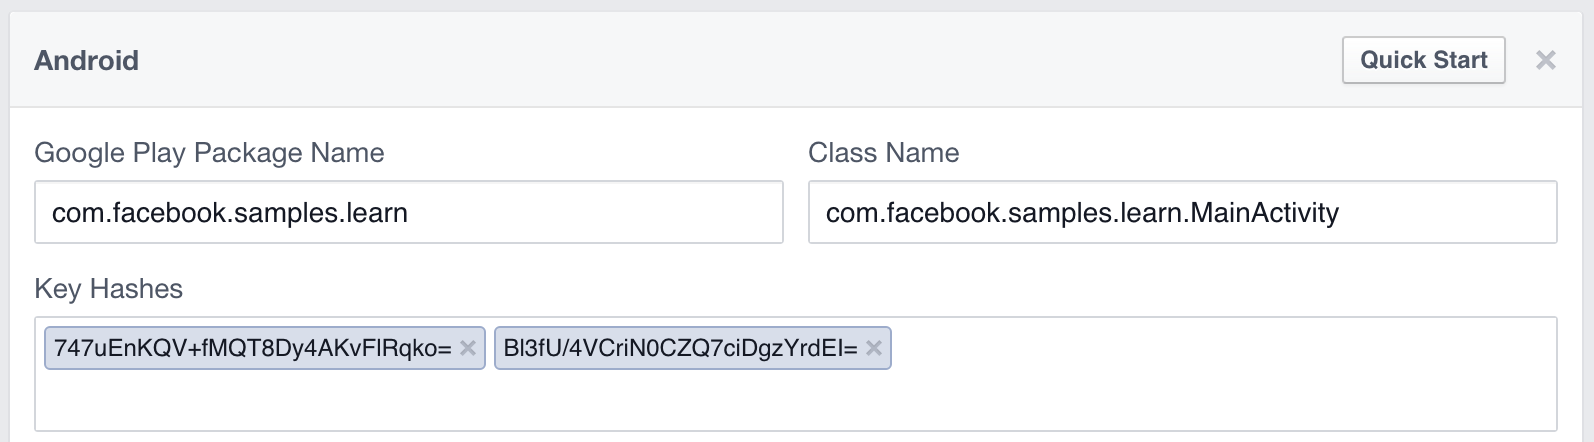 Android
Quick Start
Google Play Package Name
Class Name
com.facebook.samples.learn
com.facebook.samples.learn.MainActivity
Key Hashes
747uEnKQV+fMQT8Dy4AKvFlRqko=
Bl3fU/4VCriN0CZQ7ciDgzYrdEI=